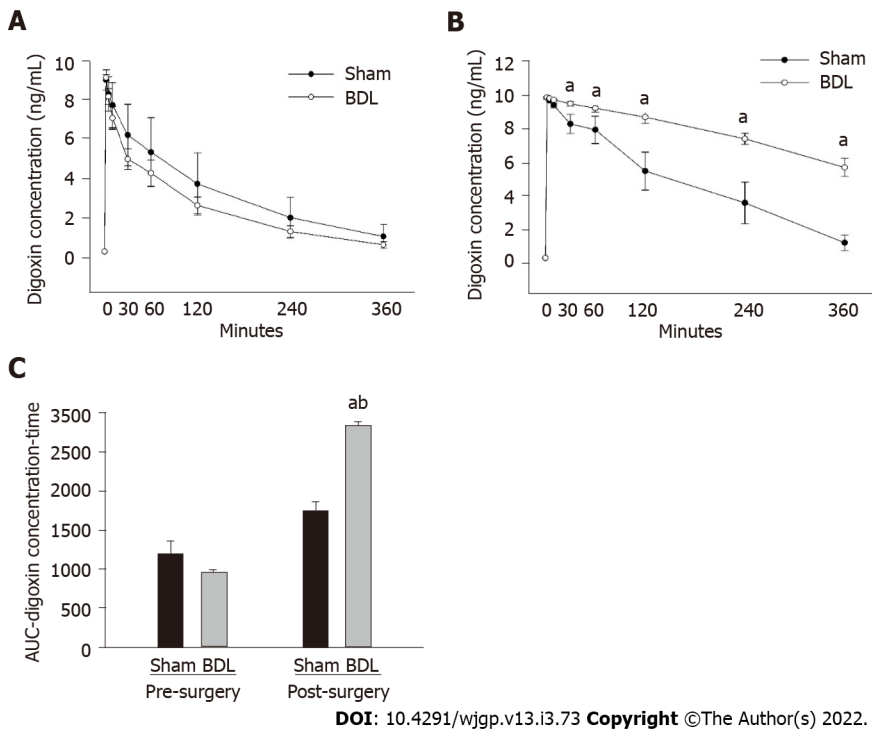 A
Digoxin concentration (ng/mL)
10
8
6
4
2
0
Sham
BDL
0 30 60 120 240 360
Minutes
B
Digoxin concentration (ng/mL)
12
10
8
6
4
2
0
Sham
BDL
a a a a a
0 30 60 120 240 360
Minutes
C
AUC-digoxin concentration-time
3500
2500
2000
1500
1000
500
0
ab
Sham BDL Sham BDL
Pre-surgery Post-surgery
DOI: 10.4291/wjgp.v13.i3.73 Copyright ©The Author(s) 2022.